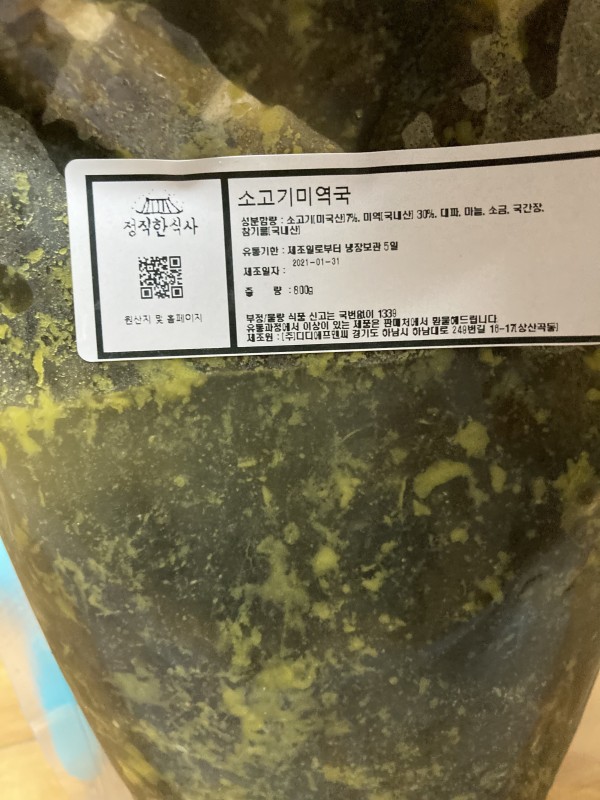 정직한식사
원산지 및 홈페이지
소고기미역국
성분함량 : 소고기[미국산]7%, 미역[국내산] 30%, 대파, 마늘, 소금, 국간장,
참기름[국내산]
유통기한 : 제조일로부터 냉장보관 5일
제조일자 : 2021-01-31
중 량 : 600g
부정/불량 식품 신고는 국번없이 1399
유통과정에서 이상이 있는 제품은 판매처에서 환불해드립니다.
제조원 : [주]디디에프앤씨 경기도 하남시 하남대로 249번길 16-17[상산곡동]